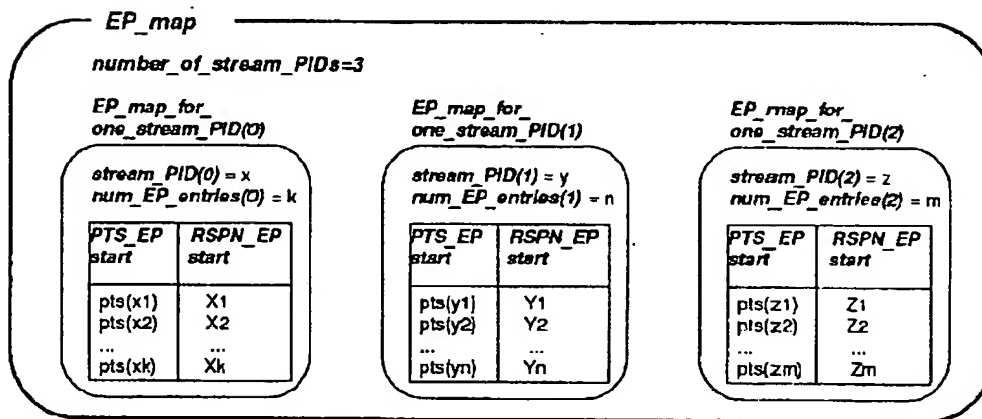 EP_map
number_of_stream_PIDs=3
EP_map_for_
one_stream_PID(0)
stream_PID(0) = x
num_EP_entries(0) = k
PTS_EP start RSPN_EP start
pts(x1) X1
pts(x2) X2
... ...
pts(xk) Xk
EP_map_for_
one_stream_PID(1)
stream_PID(1) = y
num_EP_entries(1) = n
PTS_EP start RSPN_EP start
pts(y1) Y1
pts(y2) Y2
... ...
pts(yn) Yn
EP_map_for_
one_stream_PID(2)
stream_PID(2) = z
num_EP_entries(2) = m
PTS_EP start RSPN_EP start
pts(z1) Z1
pts(z2) Z2
... ...
pts(zm) Zm